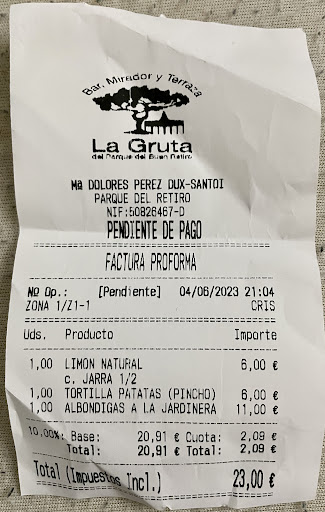 Bar, Mirador y Terraza
La Gruta
del Parque del Buen Retiro
Mª DOLORES PEREZ DUX-SANTOI
PARQUE DEL RETIRO
NIF:50826467-D
PENDIENTE DE PAGO
FACTURA PROFORMA
Nº Op.: [Pendiente] 04/06/2023 21:04
ZONA 1/Z1-1 CRIS
Uds. Producto Importe
1,00 LIMON NATURAL 6,00 €
c. JARRA 1/2
1,00 TORTILLA PATATAS (PINCHO) 6,00 €
1,00 ALBONDIGAS A LA JARDINERA 11,00 €
10,00%: Base: 20,91 € Cuota: 2,09 €
Total: 20,91 € Total: 2,09 €
Total (Impuestos Incl.) 23,00 €